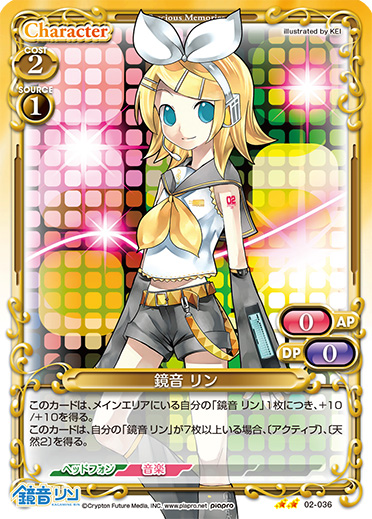 Precious Memories
Character
illustrated by KEI
COST
2
SOURCE
1
02
0 AP
DP 0
鏡音 リン
このカードは、メインエリアにいる自分の「鏡音 リン」1枚につき、+10
/+10を得る。
このカードは、自分の「鏡音 リン」が7枚以上いる場合、〔アクティブ〕、〔天
然2〕を得る。
ヘッドフォン 音楽
鏡音 リン
KAGAMINE RIN
02-036
©Crypton Future Media, INC. www.piapro.net piapro